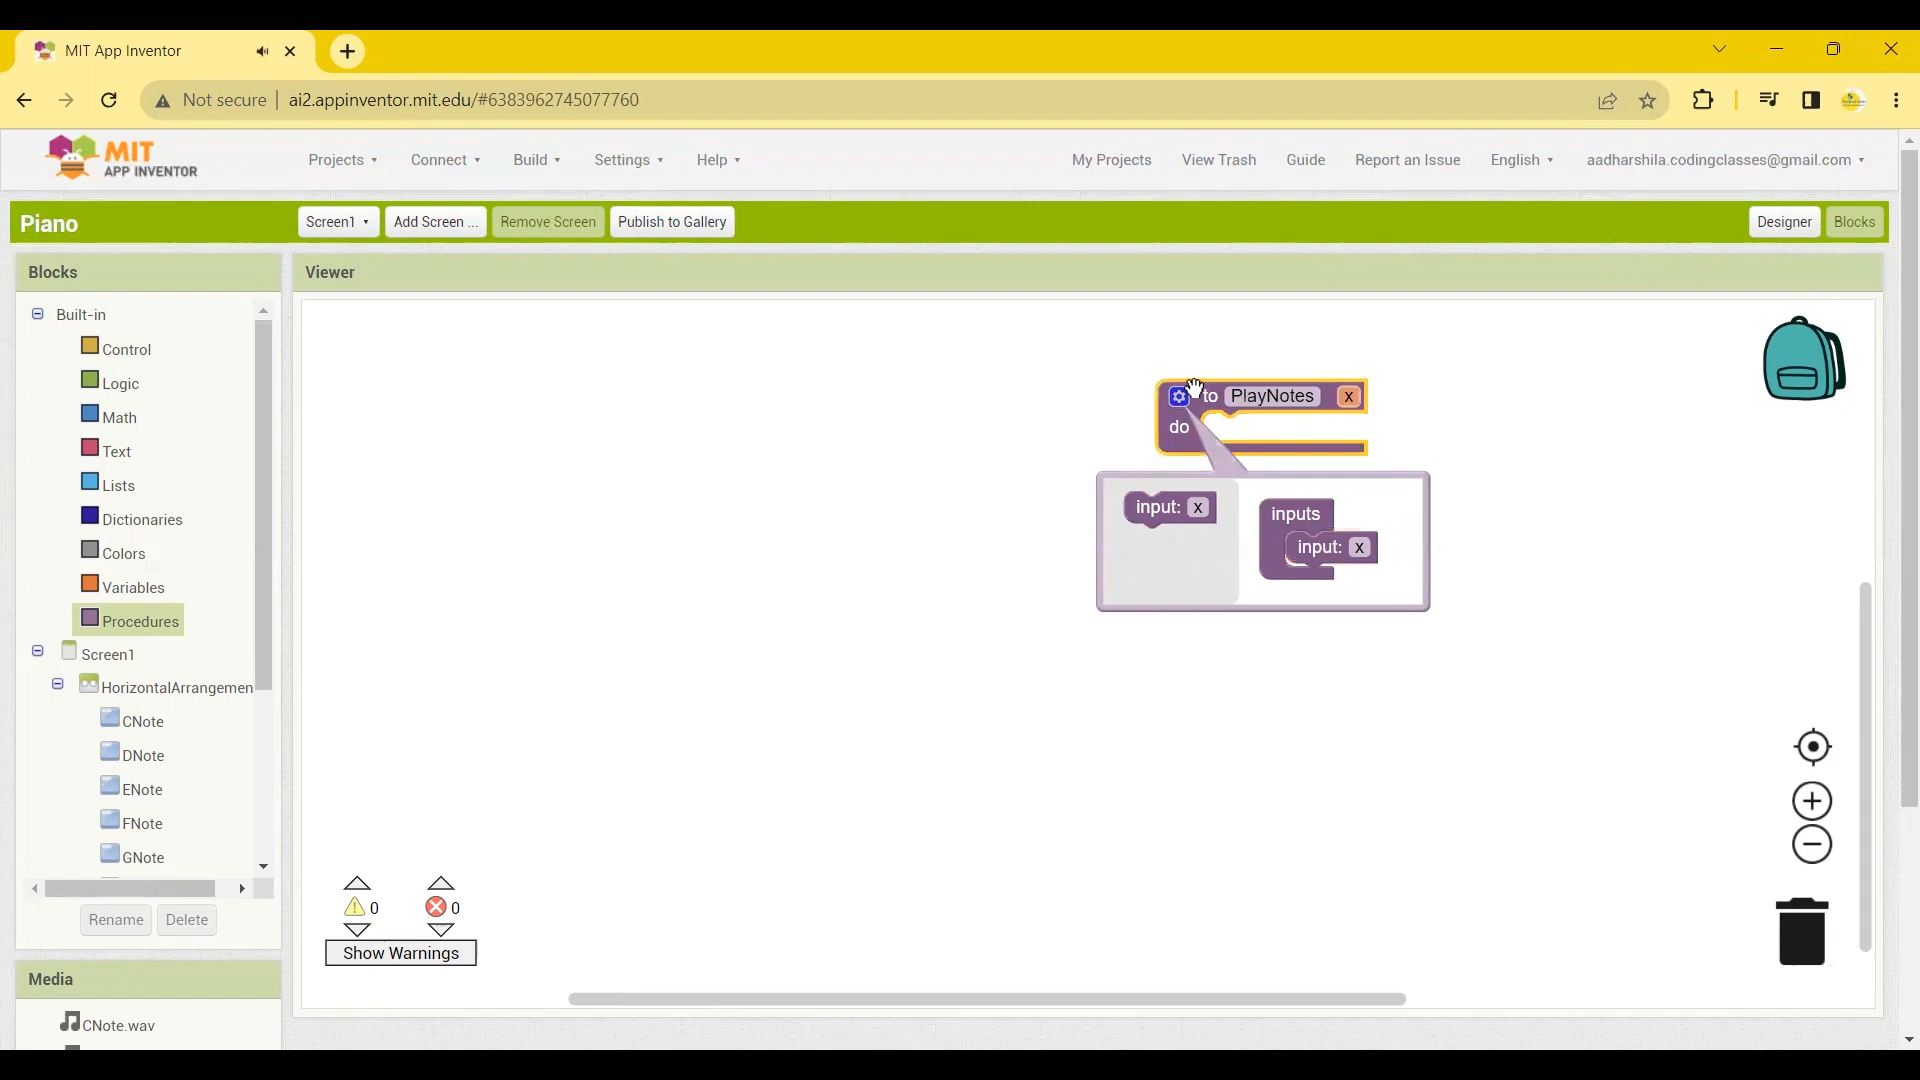 MIT App Inventor
Not secure
ai2.appinventor.mit.edu/#6383962745077760
MIT
APP INVENTOR
Projects
Connect
Build
Settings
Help
My Projects
View Trash
Guide
Report an Issue
English
aadharshila.codingclasses@gmail.com
Piano
Screen1
Add Screen ...
Remove Screen
Publish to Gallery
Designer
Blocks
Blocks
Viewer
Built-in
Control
Logic
Math
Text
Lists
Dictionaries
Colors
Variables
Procedures
Screen1
HorizontalArrangemen
CNote
DNote
ENote
FNote
GNote
Rename
Delete
Media
CNote.wav
to PlayNotes x
do
input: x
inputs
input: x
0
0
Show Warnings